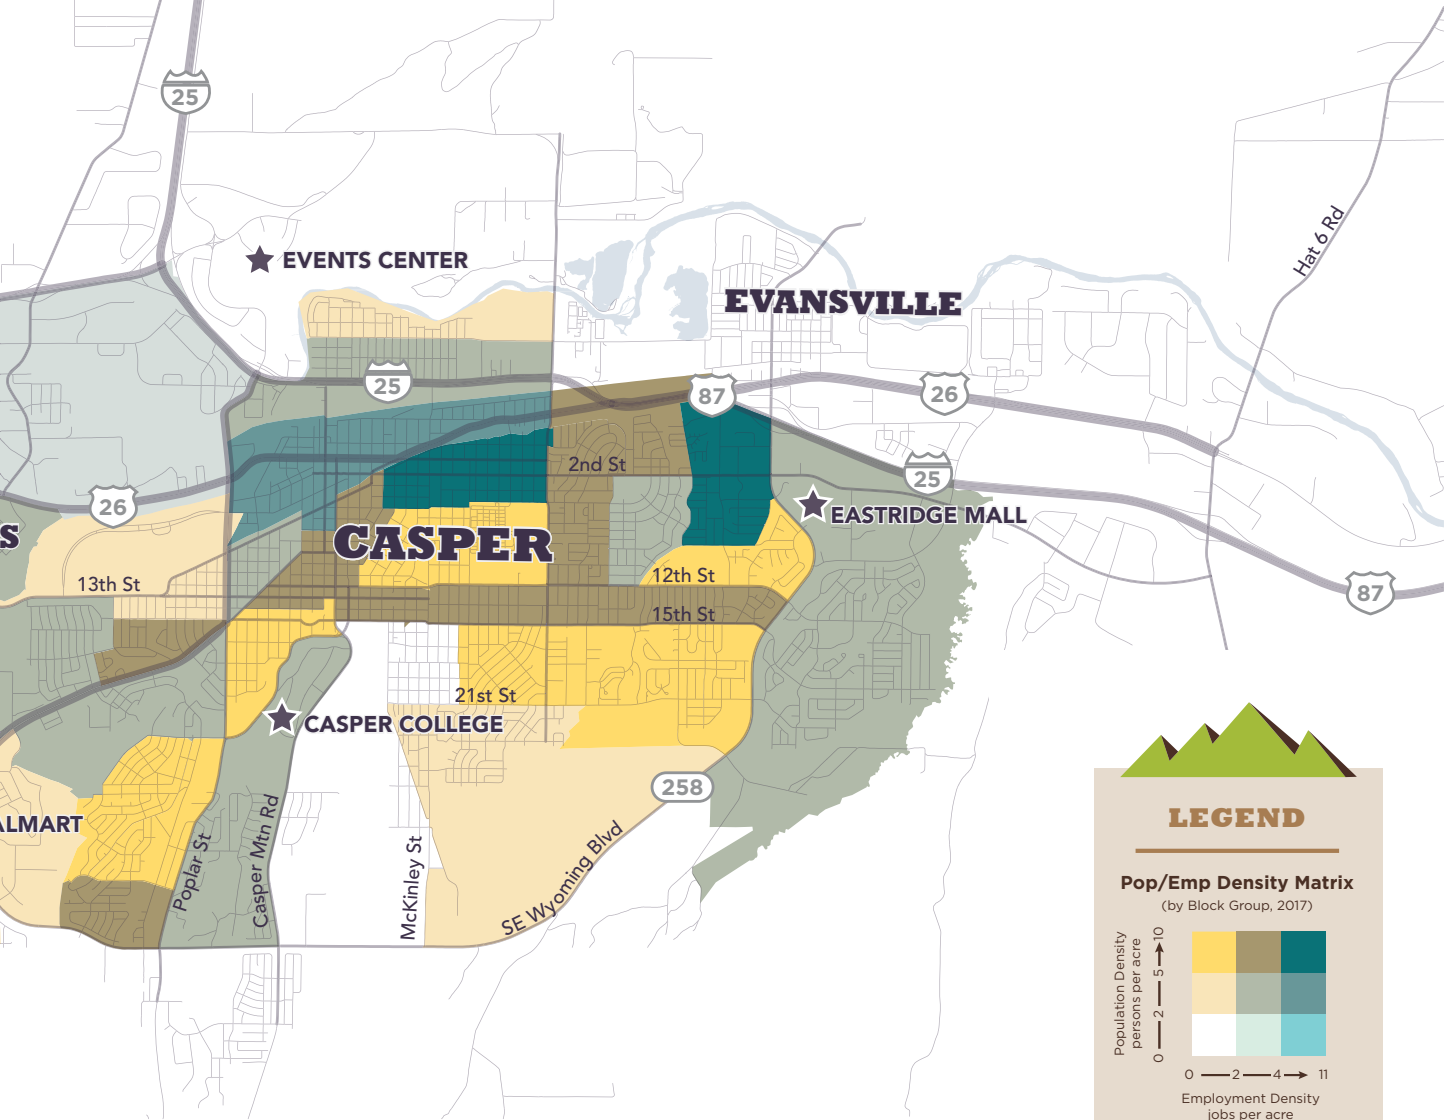 25
EVENTS CENTER
Hat 6 Rd
EVANSVILLE
25
87
26
2nd St
25
26
S
CASPER
EASTRIDGE MALL
13th St
12th St
87
15th St
21st St
CASPER COLLEGE
258
ALMART
Poplar St
Casper Mtn Rd
McKinley St
SE Wyoming Blvd
LEGEND
Pop/Emp Density Matrix
(by Block Group, 2017)
Population Density
persons per acre
0 2 5 10
0 2 4 11
Employment Density
jobs per acre